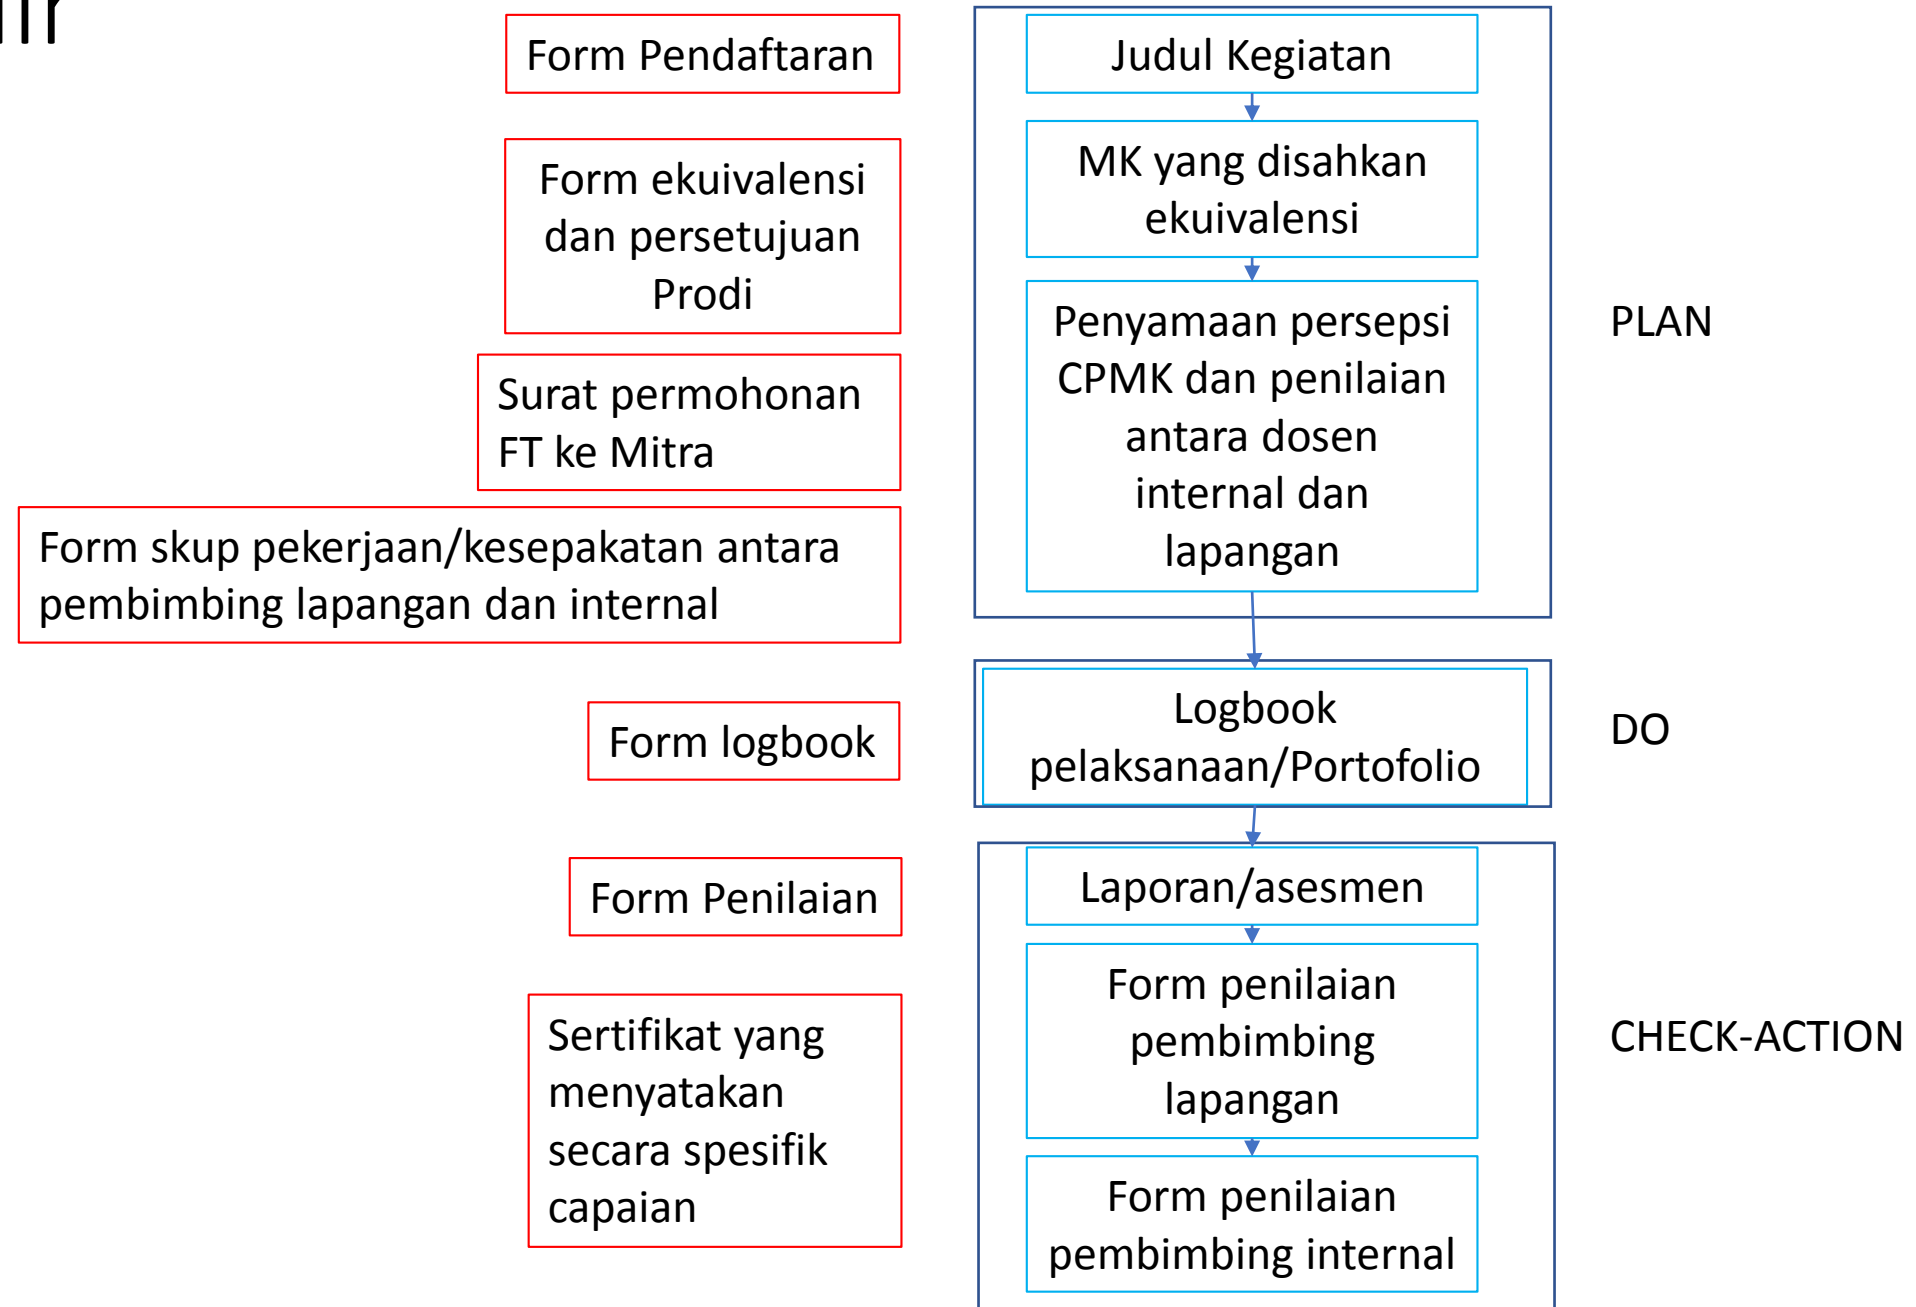 Form Pendaftaran
Form ekuivalensi
dan persetujuan
Prodi
Surat permohonan
FT ke Mitra
Form skup pekerjaan/kesepakatan antara
pembimbing lapangan dan internal
Form logbook
Form Penilaian
Sertifikat yang
menyatakan
secara spesifik
capaian
Judul Kegiatan
MK yang disahkan
ekuivalensi
Penyamaan persepsi
CPMK dan penilaian
antara dosen
internal dan
lapangan
Logbook
pelaksanaan/Portofolio
Laporan/asesmen
Form penilaian
pembimbing
lapangan
Form penilaian
pembimbing internal
PLAN
DO
CHECK-ACTION